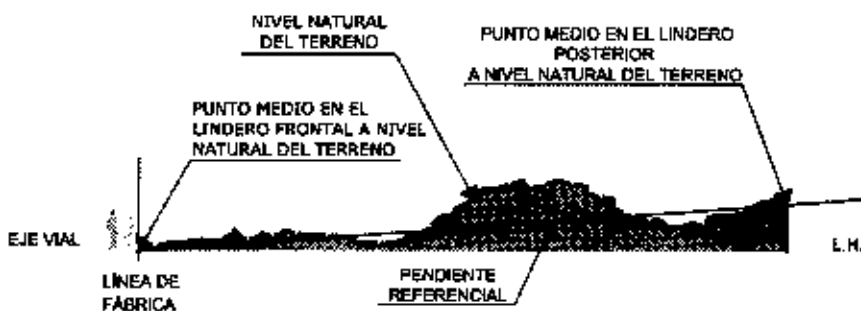 NIVEL NATURAL
DEL TERRENO
PUNTO MEDIO EN EL LINDERO
POSTERIOR
A NIVEL NATURAL DEL TERRENO
PUNTO MEDIO EN EL
LINDERO FRONTAL A NIVEL
NATURAL DEL TERRENO
EJE VIAL
L.H.
LÍNEA DE
FÁBRICA
PENDIENTE
REFERENCIAL